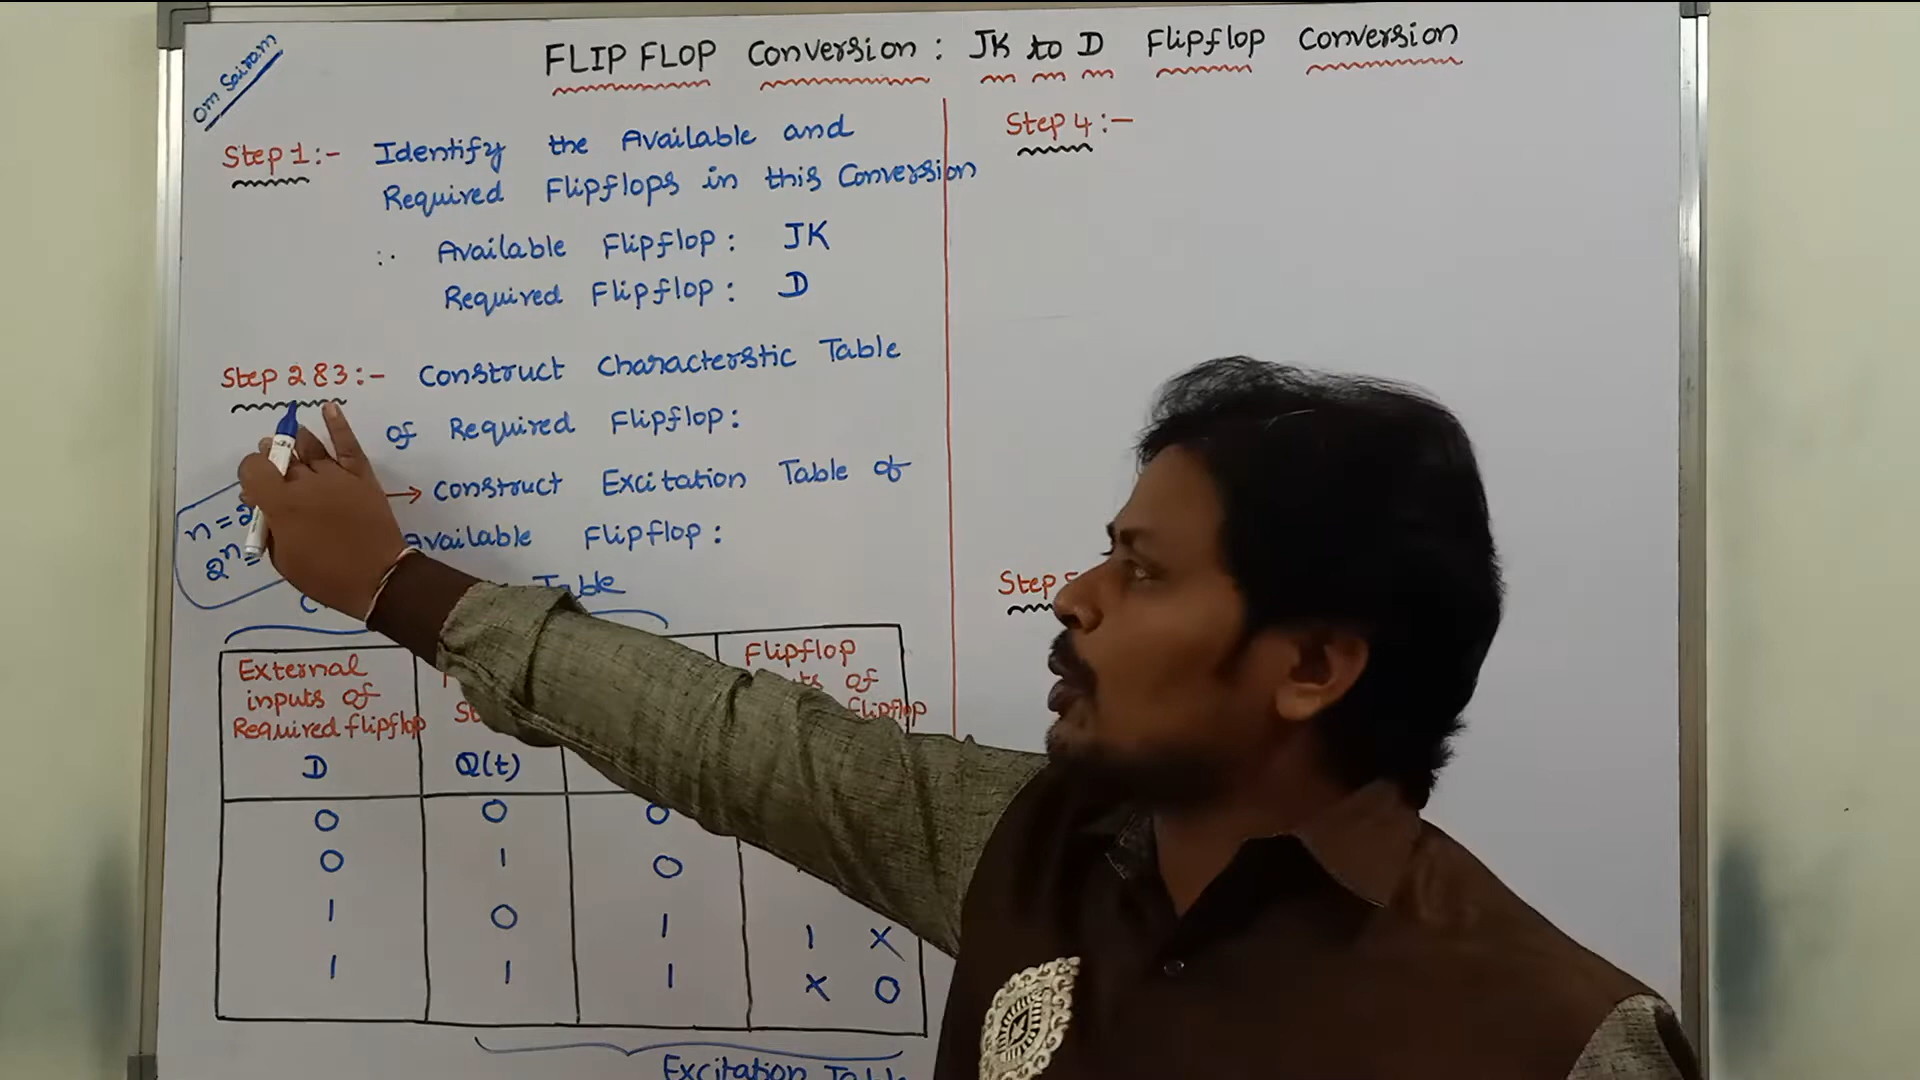 Om Sairam
FLIP FLOP Conversion: JK to D Flipflop Conversion
Step 1:- Identify the Available and
Required Flipflops in this Conversion
∴ Available Flipflop: JK
Required Flipflop: D
Step 2 & 3:- Construct Characterstic Table
of Required Flipflop:
→ Construct Excitation Table of
Available Flipflop:
n=2
2^n=
Table
External
inputs of
Required flipflop
D
Q(t)
Flipflop
of
flipflop
0 0 0
0 1 0
1 0 1 1 X
1 1 1 X 0
Excitation Table
Step 4:-
Step